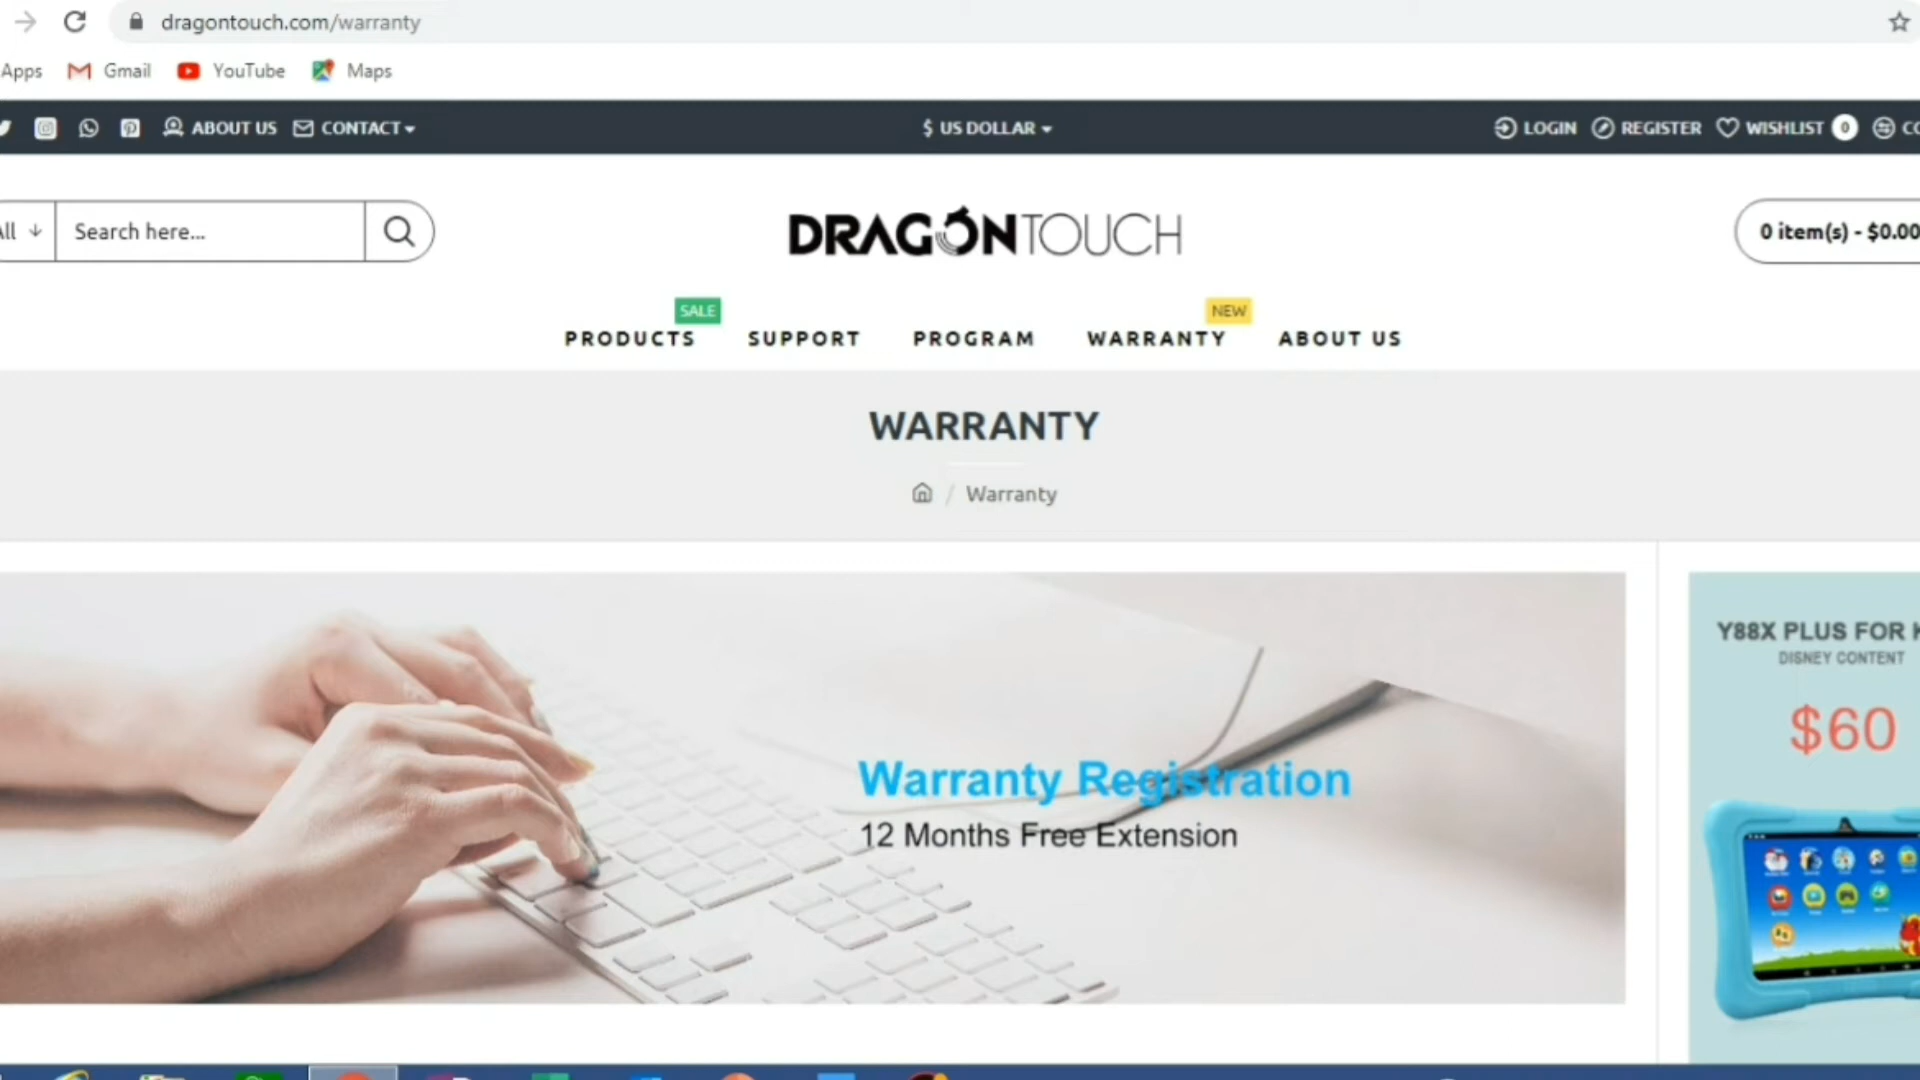 dragontouch.com/warranty
Apps Gmail YouTube Maps
ABOUT US CONTACT $ US DOLLAR LOGIN REGISTER WISHLIST 0
Search here... DRAGONTOUCH 0 item(s) - $0.00
SALE NEW
PRODUCTS SUPPORT PROGRAM WARRANTY ABOUT US
WARRANTY
/ Warranty
Y88X PLUS FOR
DISNEY CONTENT
$60
Warranty Registration
12 Months Free Extension